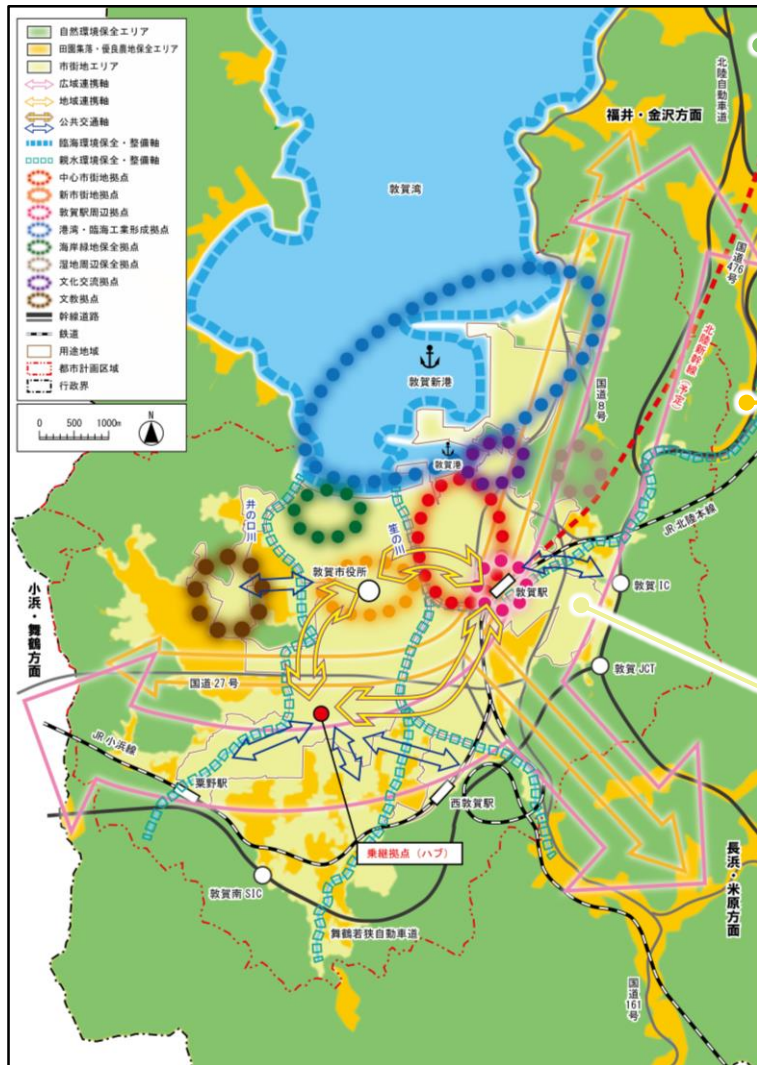 自然環境保全エリア
田園集落・優良農地保全エリア
市街地エリア
広域連携軸
地域連携軸
公共交通軸
臨海環境保全・整備軸
親水環境保全・整備軸
中心市街地拠点
新市街地拠点
敦賀駅周辺拠点
港湾・臨海工業形成拠点
海岸緑地保全拠点
湿地周辺保全拠点
文化交流拠点
文教拠点
幹線道路
鉄道
用途地域
都市計画区域
行政界
0 500 1000m
N
北陸自動車道
福井・金沢方面
敦賀湾
国道476号
北陸新幹線(予定)
国道8号
敦賀新港
敦賀港
JR北陸本線
井の口川
笙の川
敦賀市役所
敦賀駅
敦賀IC
小浜・舞鶴方面
敦賀JCT
国道27号
JR小浜線
粟野駅
西敦賀駅
乗継拠点(ハブ)
敦賀南SIC
長浜・米原方面
舞鶴若狭自動車道
国道161号